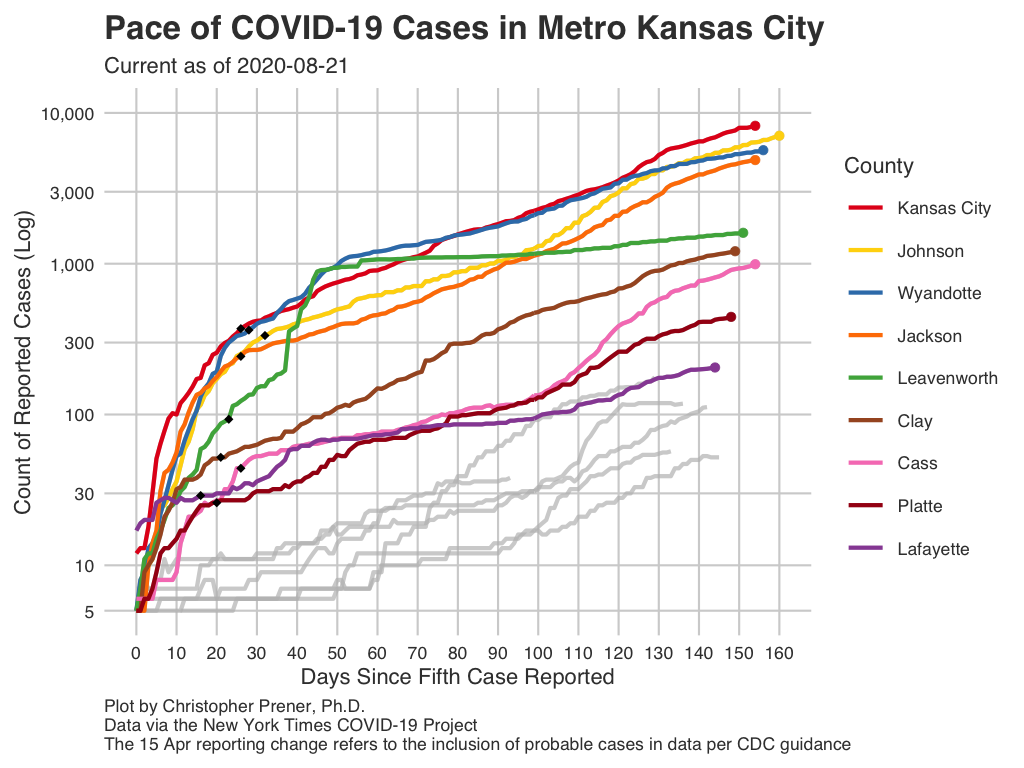 Pace of COVID-19 Cases in Metro Kansas City
Current as of 2020-08-21
Count of Reported Cases (Log)
10,000
3,000
1,000
300
100
30
10
5
0 10 20 30 40 50 60 70 80 90 100 110 120 130 140 150 160
Days Since Fifth Case Reported
County
Kansas City
Johnson
Wyandotte
Jackson
Leavenworth
Clay
Cass
Platte
Lafayette
Plot by Christopher Prener, Ph.D.
Data via the New York Times COVID-19 Project
The 15 Apr reporting change refers to the inclusion of probable cases in data per CDC guidance